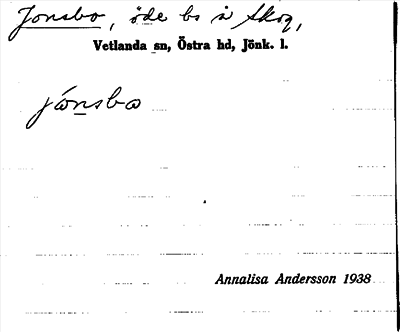 Jonsbo, öde bs å Skog,
Vetlanda sn, Östra hd, Jönk. l.
jónsbo
Annalisa Andersson 1938